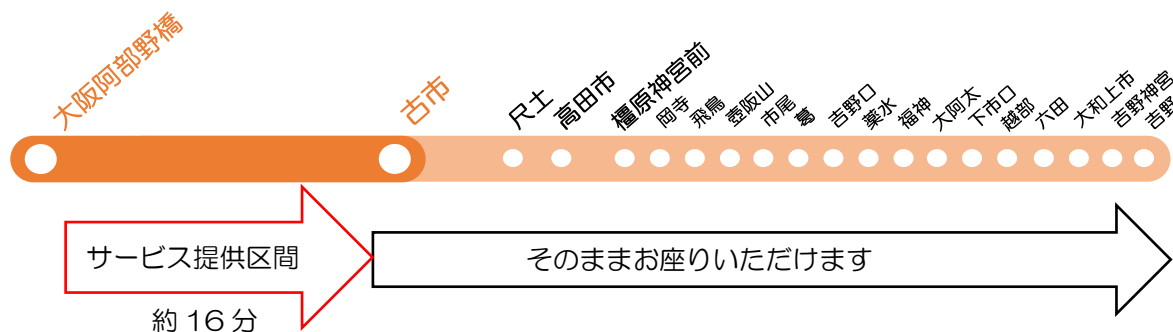 大阪阿部野橋
古市
尺土
高田市
橿原神宮前
岡寺
飛鳥
壺阪山
市尾
葛
吉野口
薬水
福神
大阿太
下市口
越部
六田
大和上市
吉野神宮
吉野
サービス提供区間
そのままお座りいただけます
約 16 分